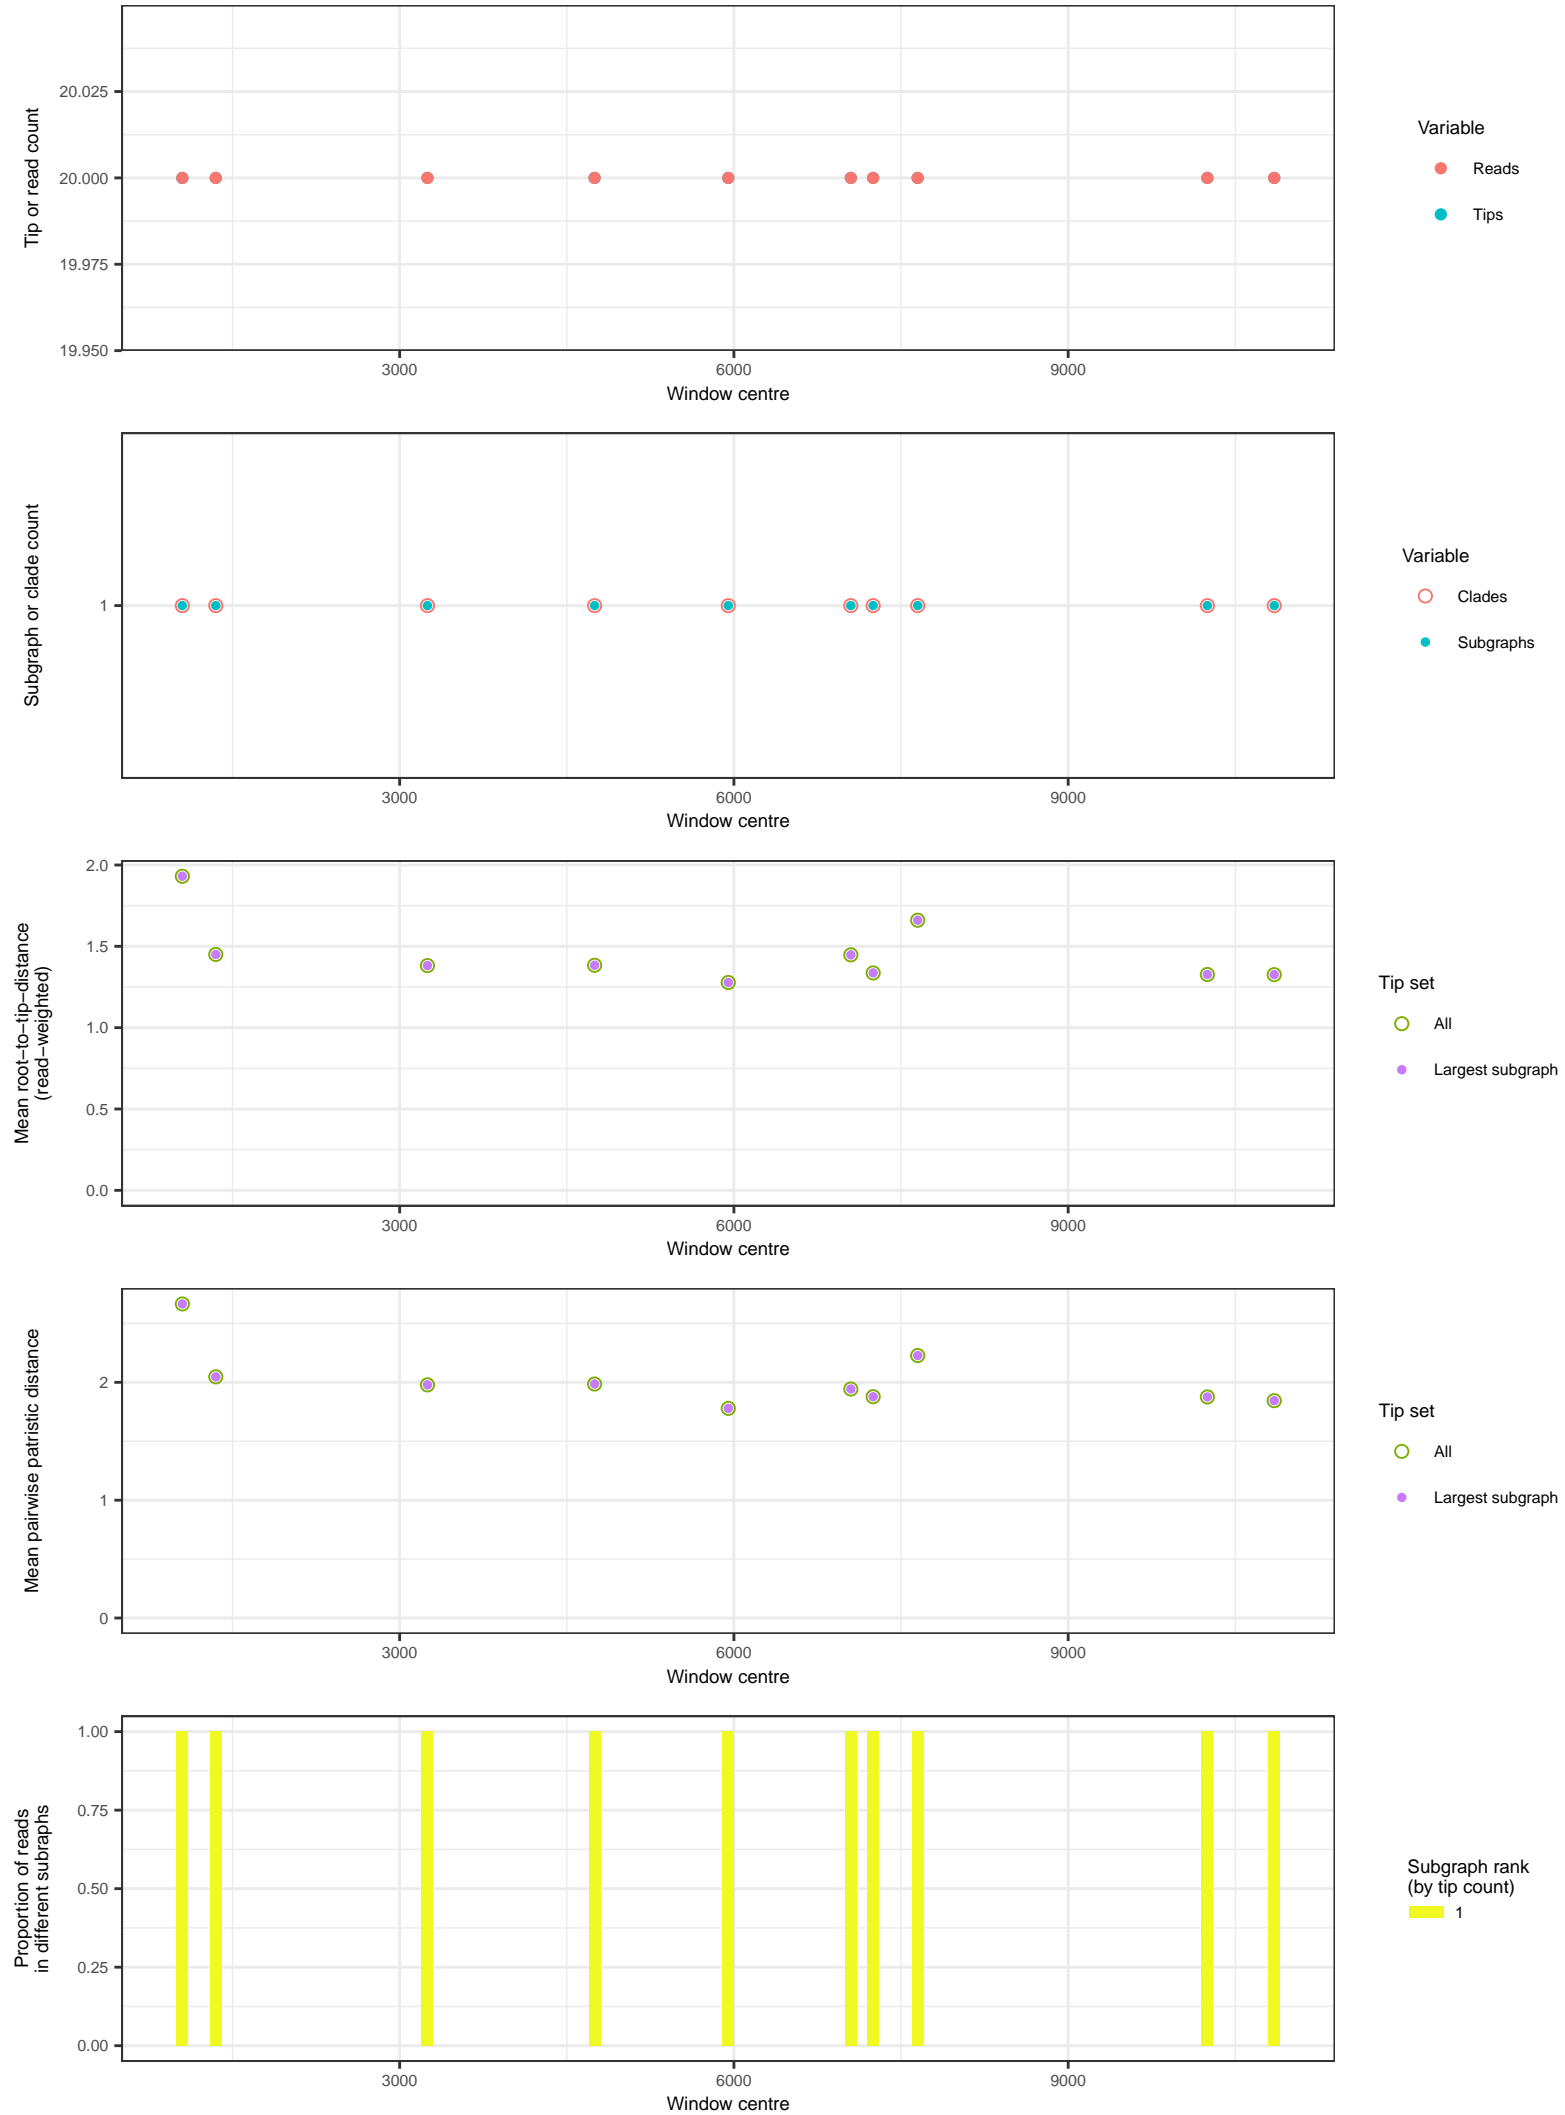 Tip or read count
20.025
20.000
19.975
19.950
3000
6000
9000
Window centre
Variable
Reads
Tips
Subgraph or clade count
1
3000
6000
9000
Window centre
Variable
Clades
Subgraphs
Mean root−to−tip−distance
(read−weighted)
2.0
1.5
1.0
0.5
0.0
3000
6000
9000
Window centre
Tip set
All
Largest subgraph
Mean pairwise patristic distance
2
1
0
3000
6000
9000
Window centre
Tip set
All
Largest subgraph
Proportion of reads
in different subraphs
1.00
0.75
0.50
0.25
0.00
3000
6000
9000
Window centre
Subgraph rank
(by tip count)
1